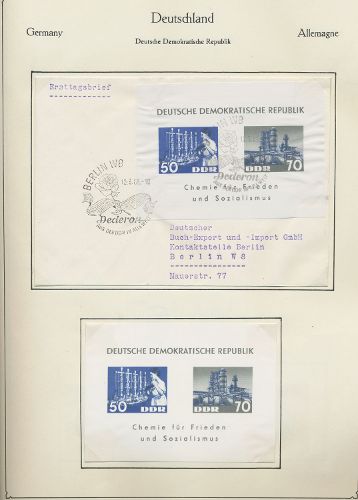 Deutschland
Germany
Allemagne
Deutsche Demokratische Republik
Ersttagsbrief
DEUTSCHE DEMOKRATISCHE REPUBLIK
50
DDR
70
Chemie für Frieden
und Sozialismus
BERLIN W8
Dederon
Dederon
Deutscher
Buch-Export und -Import GmbH
Kontaktstelle Berlin
Berlin W8
Mauerstr. 77
DEUTSCHE DEMOKRATISCHE REPUBLIK
50
DDR
70
Chemie für Frieden
und Sozialismus